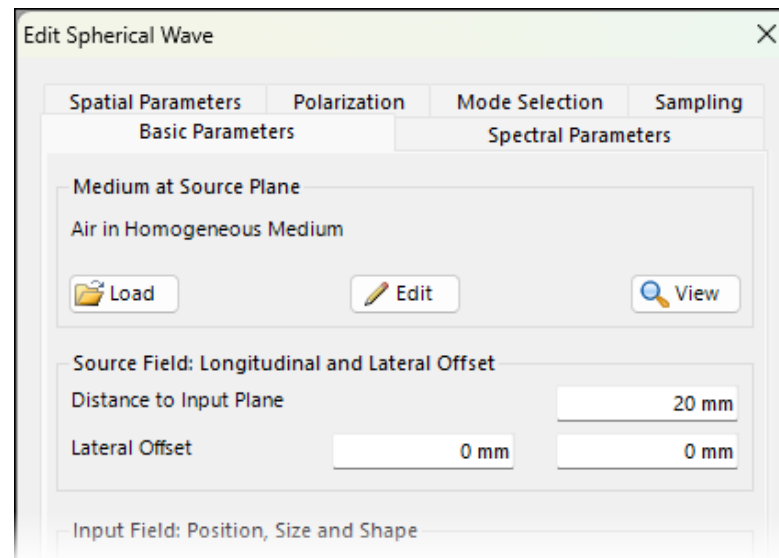 Edit Spherical Wave
Spatial Parameters Polarization Mode Selection Sampling
Basic Parameters Spectral Parameters
Medium at Source Plane
Air in Homogeneous Medium
Load Edit View
Source Field: Longitudinal and Lateral Offset
Distance to Input Plane 20 mm
Lateral Offset 0 mm 0 mm
Input Field: Position, Size and Shape